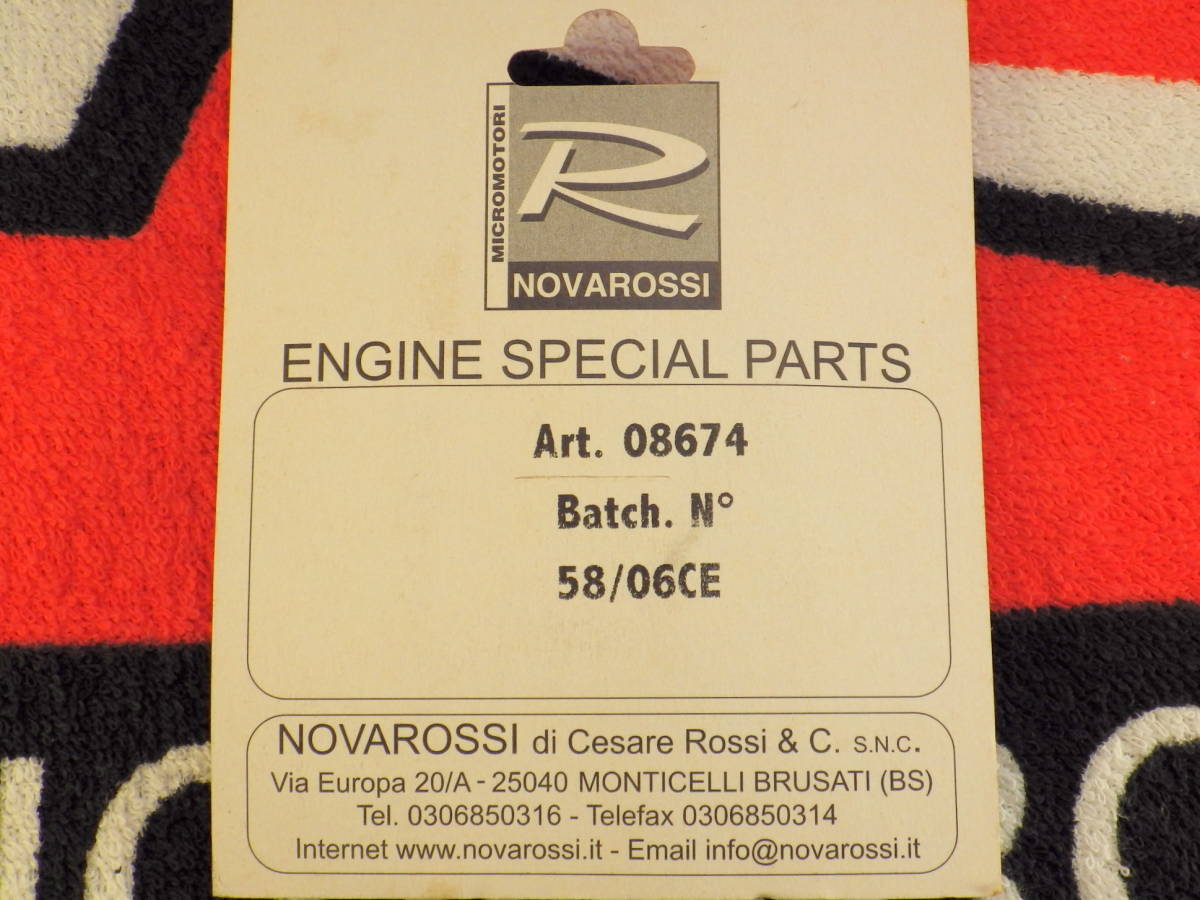 MICROMOTORI
R
NOVAROSSI
ENGINE SPECIAL PARTS
Art. 08674
Batch. N°
58/06CE
NOVAROSSI di Cesare Rossi & C. S.N.C.
Via Europa 20/A - 25040 MONTICELLI BRUSATI (BS)
Tel. 0306850316 - Telefax 0306850314
Internet www.novarossi.it - Email info@novarossi.it